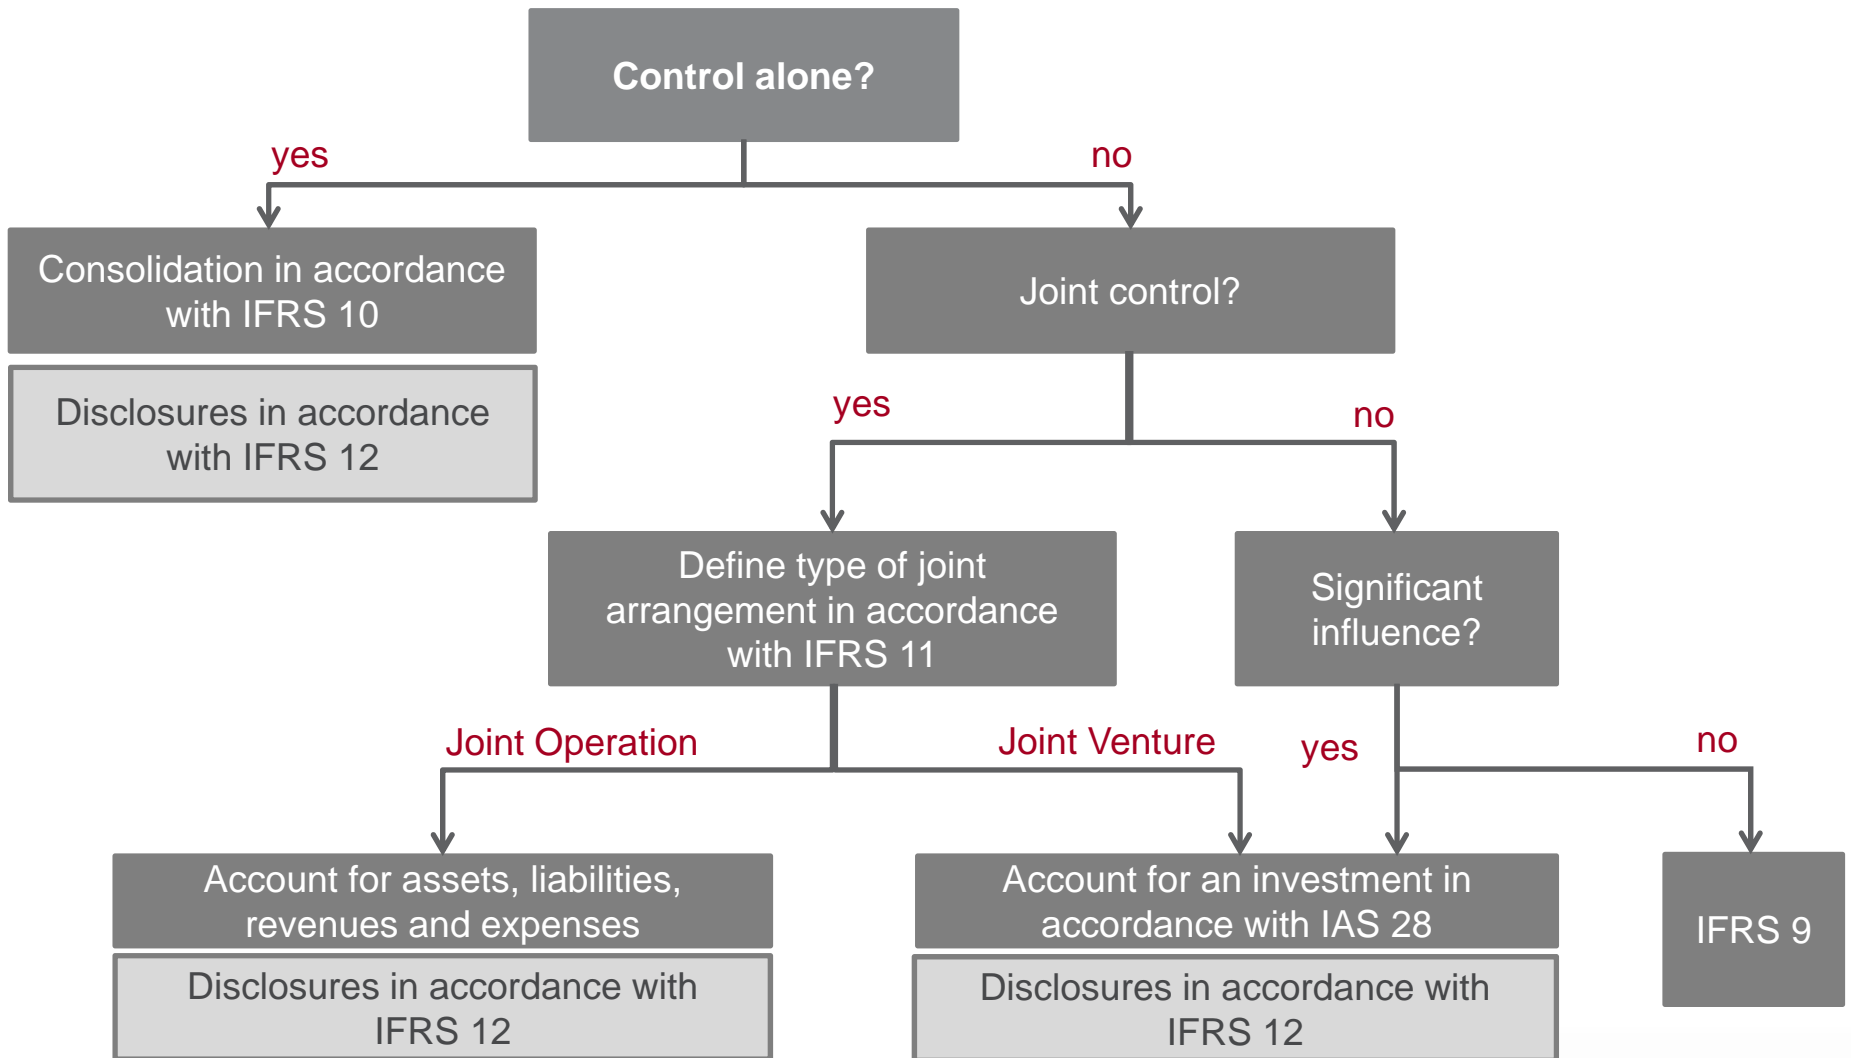 Control alone?
yes
no
Consolidation in accordance
with IFRS 10
Joint control?
Disclosures in accordance
with IFRS 12
yes
no
Define type of joint
arrangement in accordance
with IFRS 11
Significant
influence?
Joint Operation
Joint Venture
yes
no
Account for assets, liabilities,
revenues and expenses
Account for an investment in
accordance with IAS 28
IFRS 9
Disclosures in accordance with
IFRS 12
Disclosures in accordance with
IFRS 12